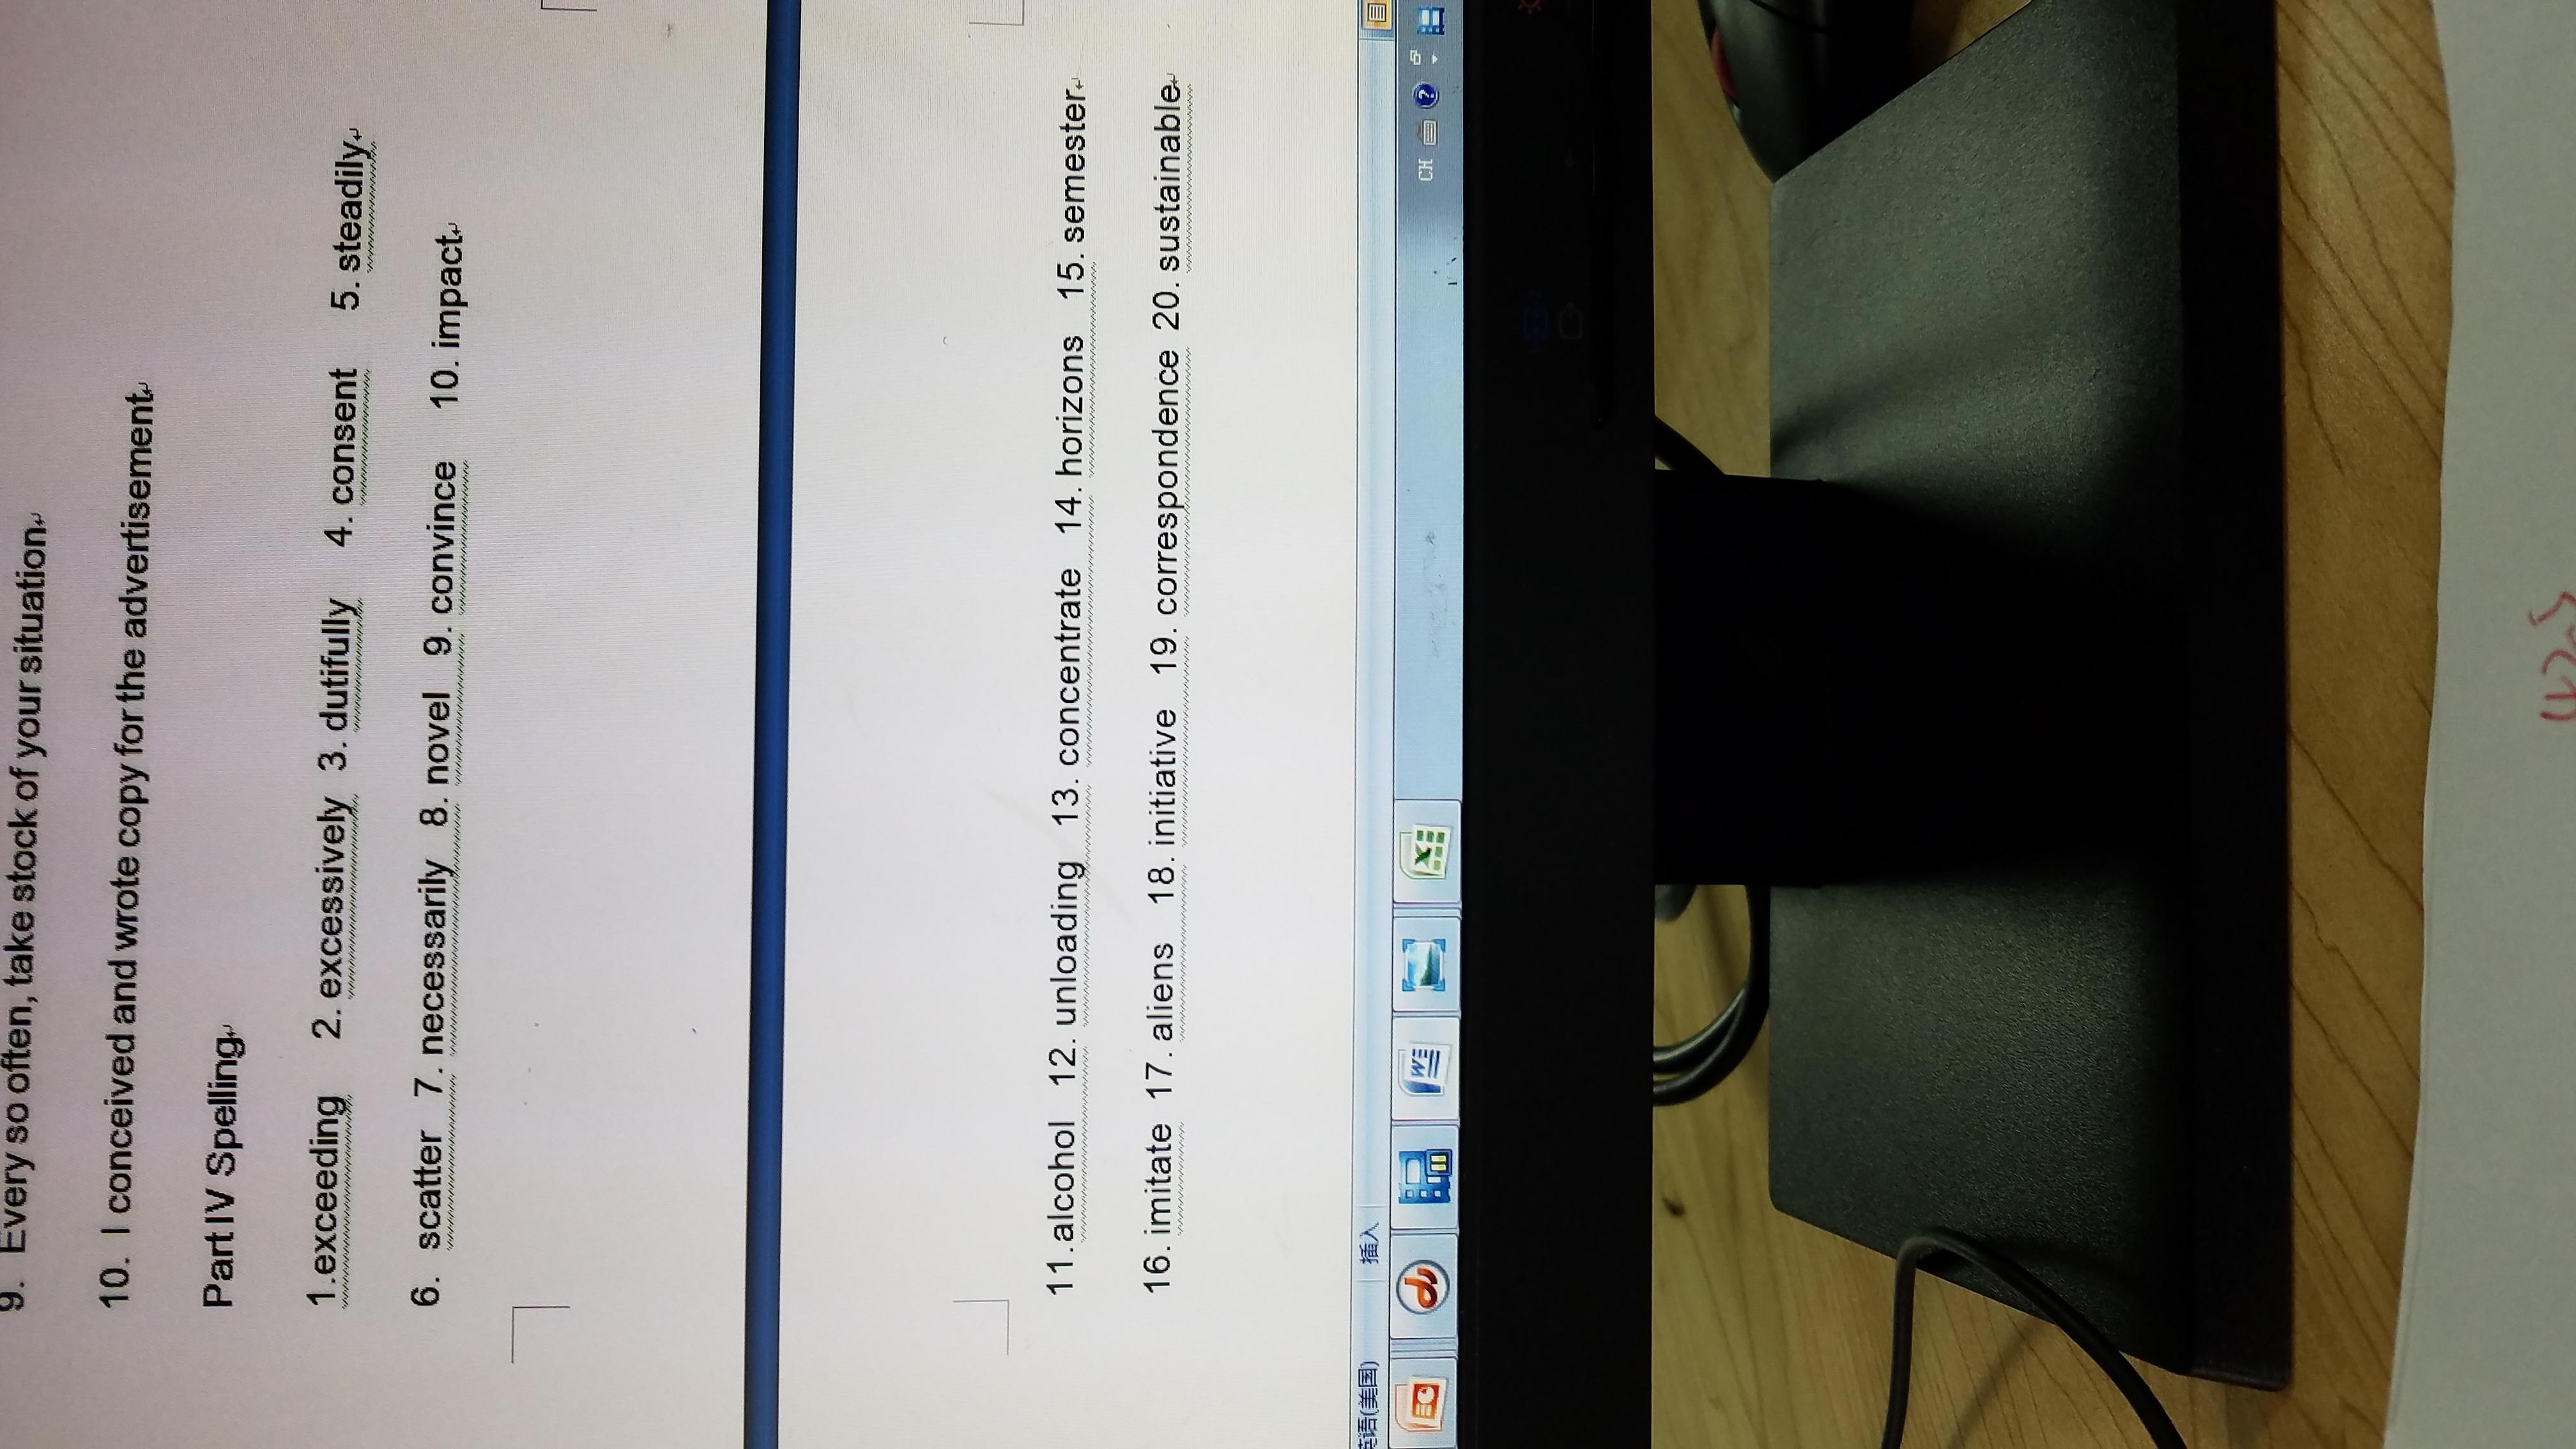 9. Every so often, take stock of your situation
10. I conceived and wrote copy for the advertisement
Part IV Spelling
1.exceeding 2. excessively 3. dutifully 4. consent 5. steadily
6. scatter 7. necessarily 8. novel 9. convince 10. impact
11.alcohol 12. unloading 13. concentrate 14. horizons 15. semester
16. imitate 17. aliens 18. initiative 19. correspondence 20. sustainable
英语(美国) 插入
CH
42.5